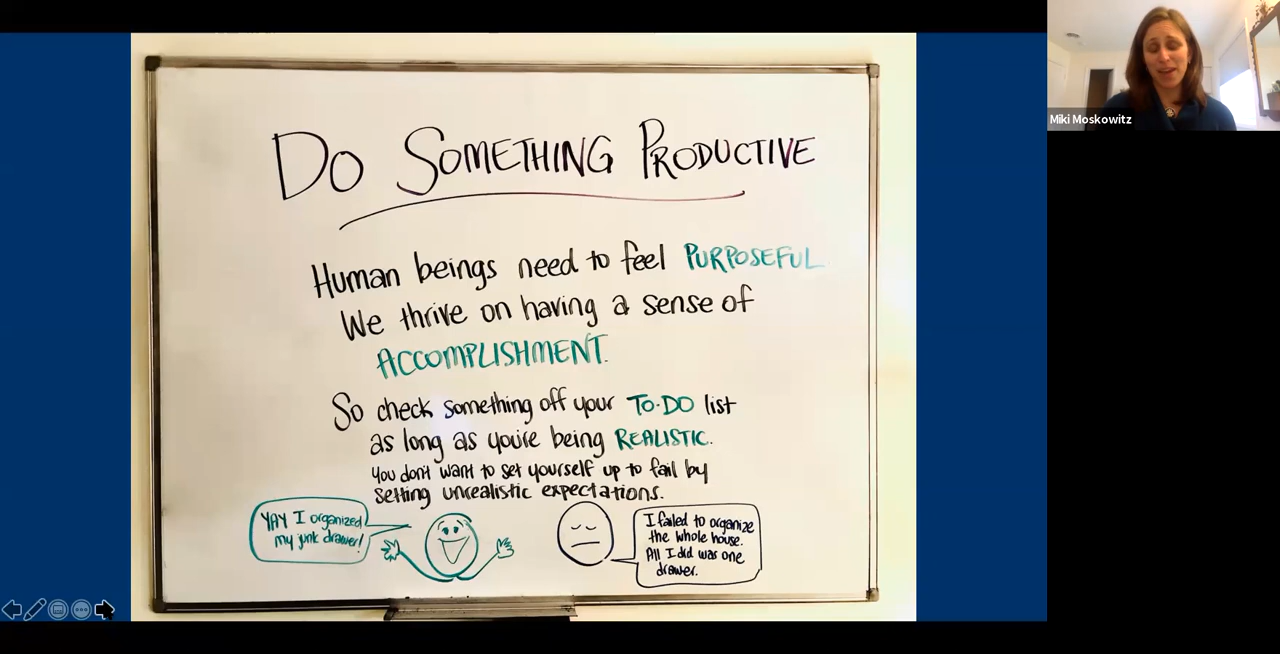 Do SOMETHING PRODUCTIVE
Human beings need to feel PURPOSEFUL
We thrive on having a sense of
ACCOMPLISHMENT.
So check something off your TO-DO list
as long as you're being REALISTIC.
you don't want to set yourself up to fail by
setting unrealistic expectations.
YAY I organized
my junk drawer!
I failed to organize
the whole house.
All I did was one
drawer.
Miki Moskowitz